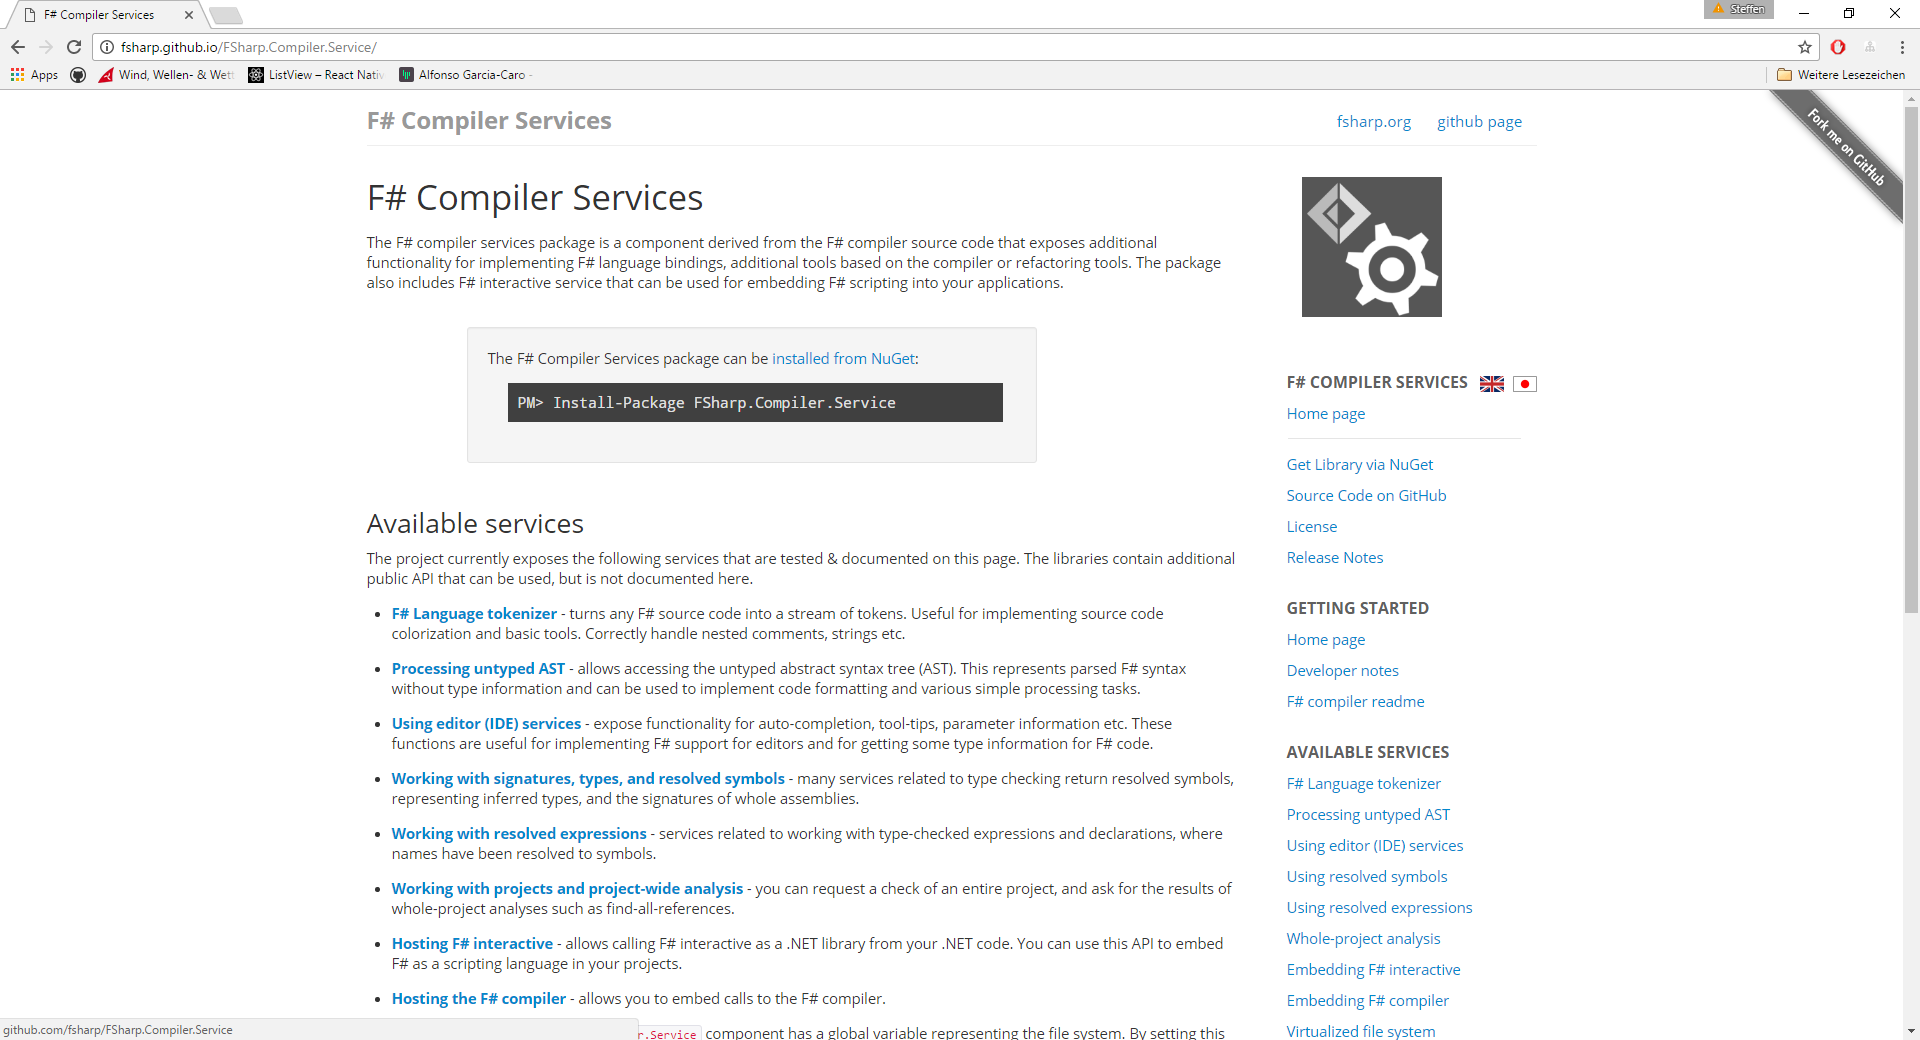 F# Compiler Services
Steffen
fsharp.github.io/FSharp.Compiler.Service/
Apps
Wind, Wellen- & Wett
ListView – React Nativ
Alfonso Garcia-Caro -
Weitere Lesezeichen
F# Compiler Services
fsharp.org
github page
Fork me on GitHub
F# Compiler Services
The F# compiler services package is a component derived from the F# compiler source code that exposes additional
functionality for implementing F# language bindings, additional tools based on the compiler or refactoring tools. The package
also includes F# interactive service that can be used for embedding F# scripting into your applications.
The F# Compiler Services package can be installed from NuGet:
PM> Install-Package FSharp.Compiler.Service
Available services
The project currently exposes the following services that are tested & documented on this page. The libraries contain additional
public API that can be used, but is not documented here.
• F# Language tokenizer - turns any F# source code into a stream of tokens. Useful for implementing source code
colorization and basic tools. Correctly handle nested comments, strings etc.
• Processing untyped AST - allows accessing the untyped abstract syntax tree (AST). This represents parsed F# syntax
without type information and can be used to implement code formatting and various simple processing tasks.
• Using editor (IDE) services - expose functionality for auto-completion, tool-tips, parameter information etc. These
functions are useful for implementing F# support for editors and for getting some type information for F# code.
• Working with signatures, types, and resolved symbols - many services related to type checking return resolved symbols,
representing inferred types, and the signatures of whole assemblies.
• Working with resolved expressions - services related to working with type-checked expressions and declarations, where
names have been resolved to symbols.
• Working with projects and project-wide analysis - you can request a check of an entire project, and ask for the results of
whole-project analyses such as find-all-references.
• Hosting F# interactive - allows calling F# interactive as a .NET library from your .NET code. You can use this API to embed
F# as a scripting language in your projects.
• Hosting the F# compiler - allows you to embed calls to the F# compiler.
r.Service component has a global variable representing the file system. By setting this
github.com/fsharp/FSharp.Compiler.Service
F# COMPILER SERVICES
Home page
Get Library via NuGet
Source Code on GitHub
License
Release Notes
GETTING STARTED
Home page
Developer notes
F# compiler readme
AVAILABLE SERVICES
F# Language tokenizer
Processing untyped AST
Using editor (IDE) services
Using resolved symbols
Using resolved expressions
Whole-project analysis
Embedding F# interactive
Embedding F# compiler
Virtualized file system